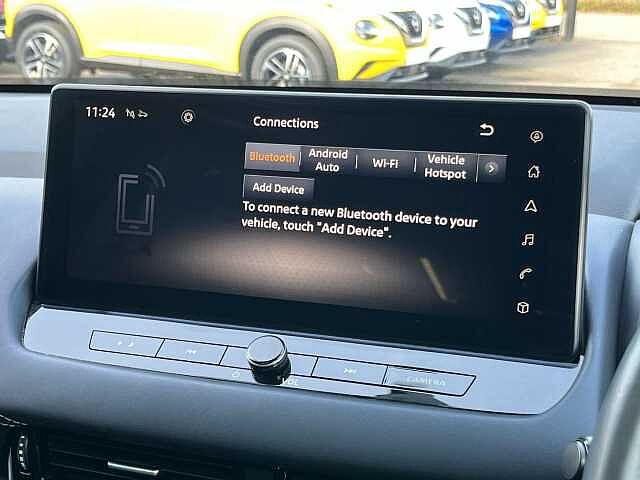 11:24
Connections
Bluetooth
Android Auto
Wi-Fi
Vehicle Hotspot
Add Device
To connect a new Bluetooth device to your
vehicle, touch "Add Device".
VOL
CAMERA